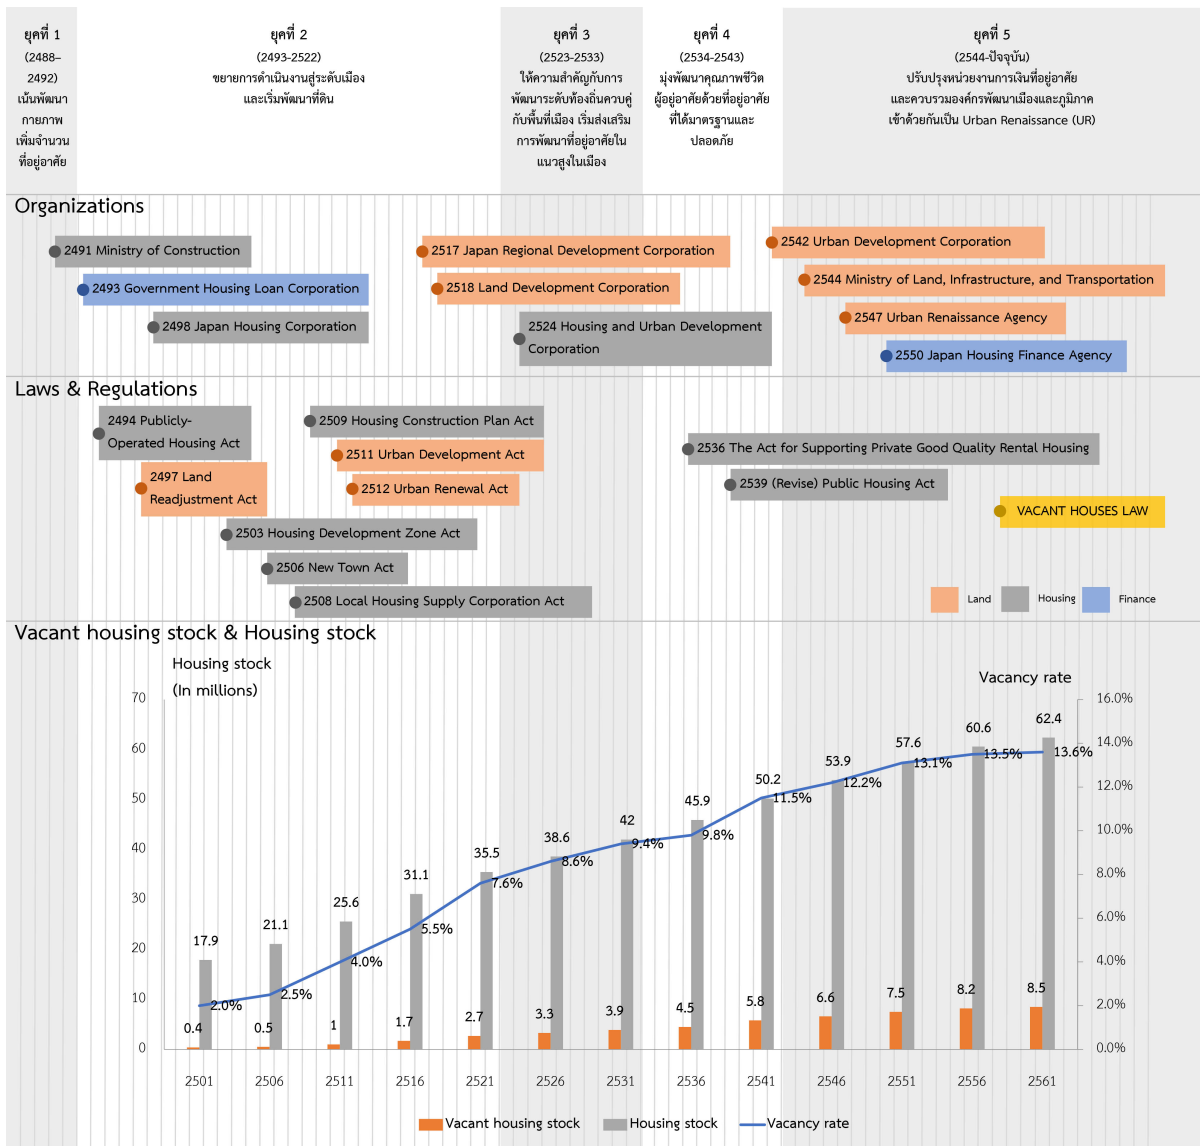 ยุคที่ 1
(2488–
2492)
เน้นพัฒนา
กายภาพ
เพิ่มจำนวน
ที่อยู่อาศัย
ยุคที่ 2
(2493-2522)
ขยายการดำเนินงานสู่ระดับเมือง
และเริ่มพัฒนาที่ดิน
ยุคที่ 3
(2523-2533)
ให้ความสำคัญกับการ
พัฒนาระดับท้องถิ่นควบคู่
กับพื้นที่เมือง เริ่มส่งเสริม
การพัฒนาที่อยู่อาศัยใน
แนวสูงในเมือง
ยุคที่ 4
(2534-2543)
มุ่งพัฒนาคุณภาพชีวิต
ผู้อยู่อาศัยด้วยที่อยู่อาศัย
ที่ได้มาตรฐานและ
ปลอดภัย
ยุคที่ 5
(2544-ปัจจุบัน)
ปรับปรุงหน่วยงานการเงินที่อยู่อาศัย
และควบรวมองค์กรพัฒนาเมืองและภูมิภาค
เข้าด้วยกันเป็น Urban Renaissance (UR)
Organizations
2491 Ministry of Construction
2493 Government Housing Loan Corporation
2498 Japan Housing Corporation
2517 Japan Regional Development Corporation
2518 Land Development Corporation
2524 Housing and Urban Development
Corporation
2542 Urban Development Corporation
2544 Ministry of Land, Infrastructure, and Transportation
2547 Urban Renaissance Agency
2550 Japan Housing Finance Agency
Laws & Regulations
2494 Publicly-
Operated Housing Act
2497 Land
Readjustment Act
2509 Housing Construction Plan Act
2511 Urban Development Act
2512 Urban Renewal Act
2503 Housing Development Zone Act
2506 New Town Act
2508 Local Housing Supply Corporation Act
2536 The Act for Supporting Private Good Quality Rental Housing
2539 (Revise) Public Housing Act
VACANT HOUSES LAW
Land
Housing
Finance
Vacant housing stock & Housing stock
Housing stock
(In millions)
Vacancy rate
70
60
50
40
30
20
10
0
16.0%
14.0%
12.0%
10.0%
8.0%
6.0%
4.0%
2.0%
0.0%
17.9
21.1
25.6
31.1
35.5
38.6
42
45.9
50.2
53.9
57.6
60.6
62.4
2.0%
2.5%
4.0%
5.5%
7.6%
8.6%
9.4%
9.8%
11.5%
12.2%
13.1%
13.5%
13.6%
0.4
0.5
1
1.7
2.7
3.3
3.9
4.5
5.8
6.6
7.5
8.2
8.5
2501
2506
2511
2516
2521
2526
2531
2536
2541
2546
2551
2556
2561
Vacant housing stock
Housing stock
Vacancy rate